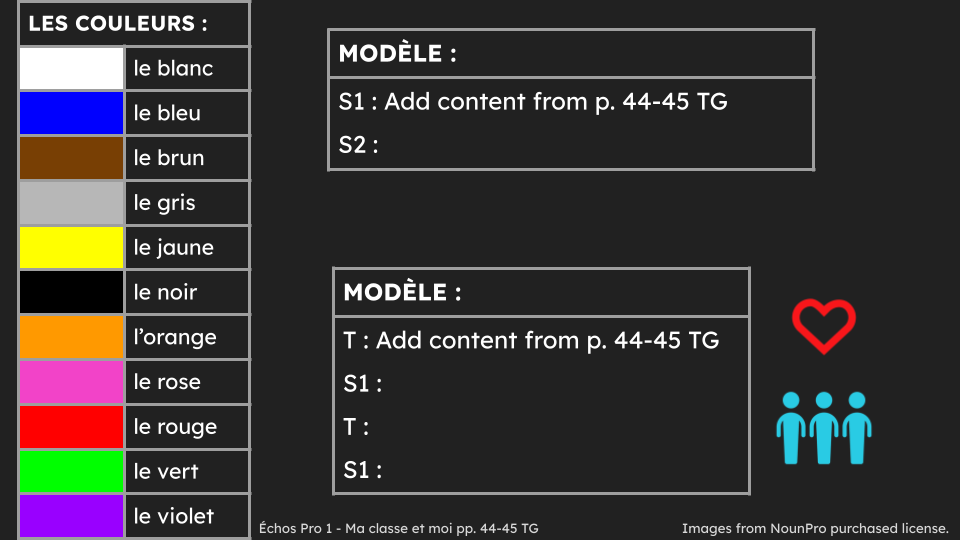 LES COULEURS :
le blanc
le bleu
le brun
le gris
le jaune
le noir
l’orange
le rose
le rouge
le vert
le violet
MODÈLE :
S1 : Add content from p. 44-45 TG
S2 :
MODÈLE :
T : Add content from p. 44-45 TG
S1 :
T :
S1 :
Échos Pro 1 - Ma classe et moi pp. 44-45 TG
Images from NounPro purchased license.